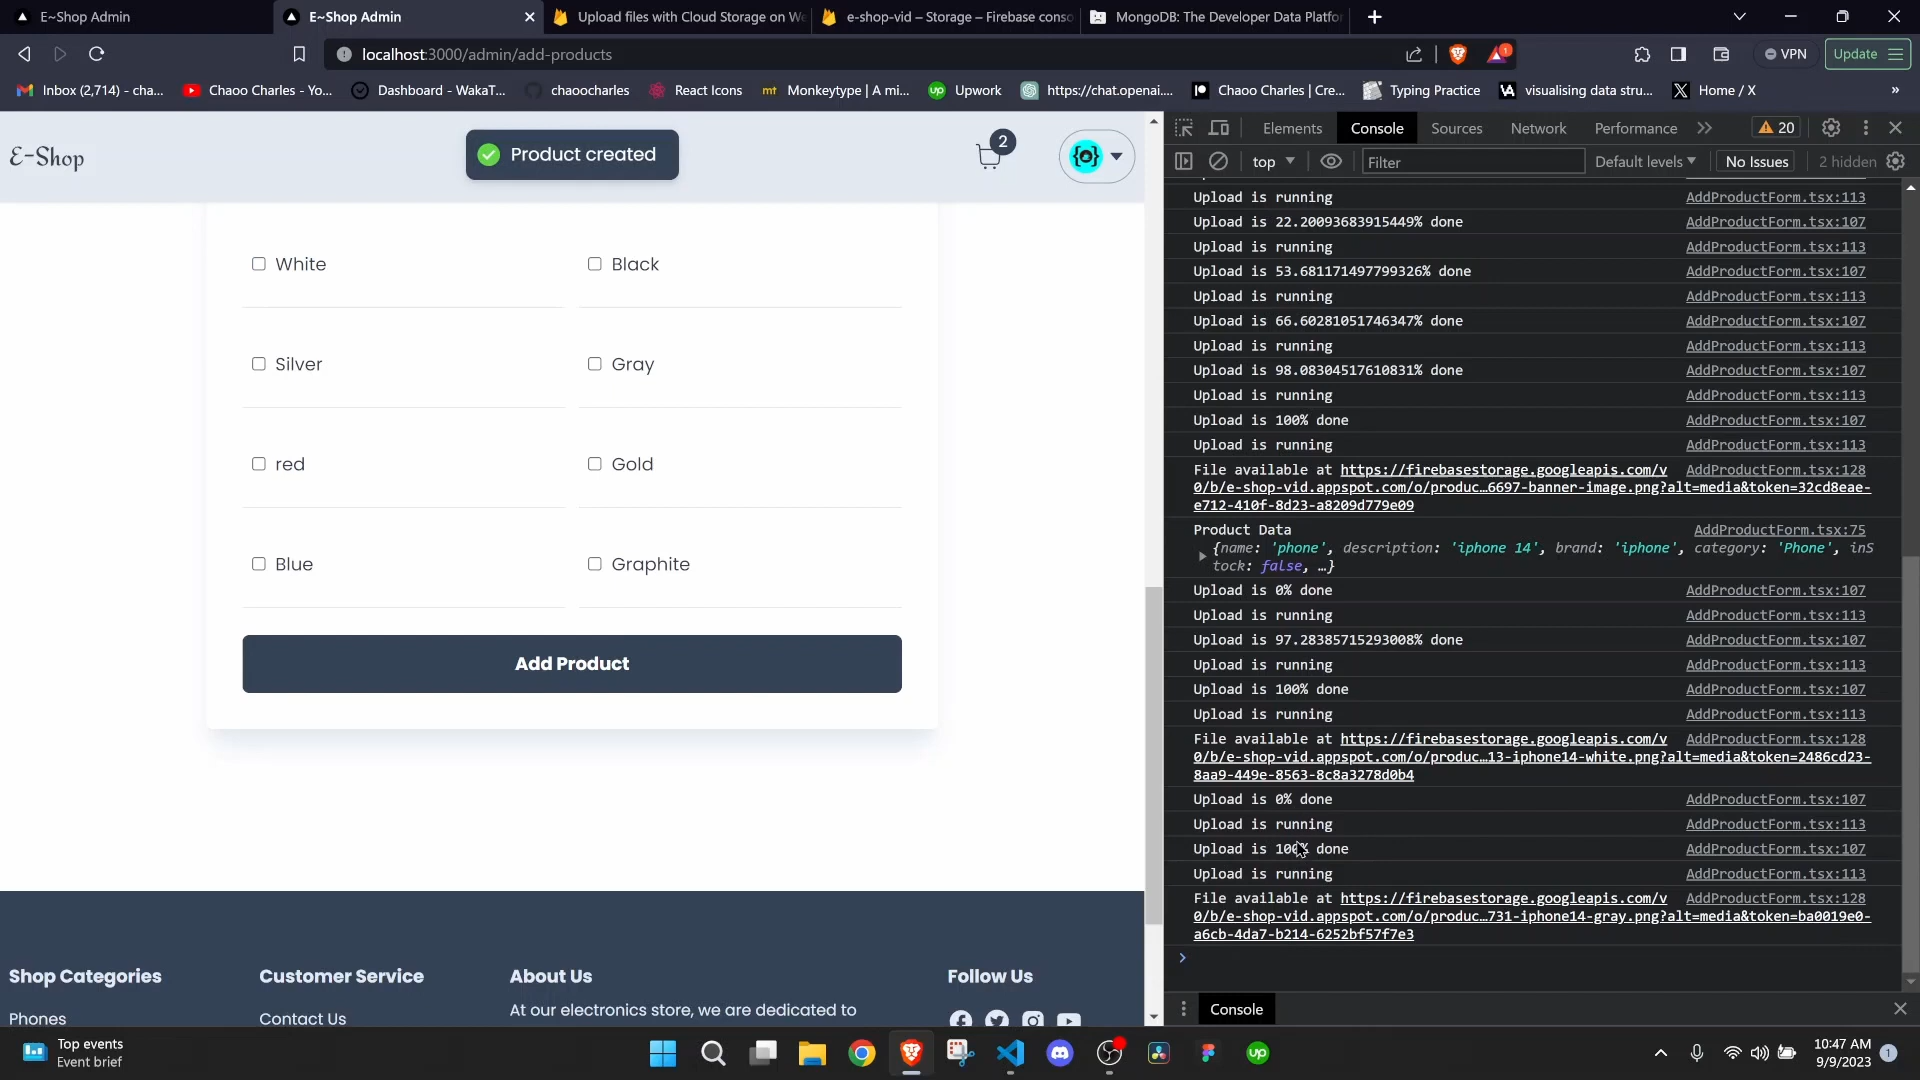 E~Shop Admin
E~Shop Admin
Upload files with Cloud Storage on We
e-shop-vid – Storage – Firebase conso
MongoDB: The Developer Data Platfor
localhost:3000/admin/add-products
1
VPN
Update
Inbox (2,714) - cha...
Chaoo Charles - Yo...
Dashboard - WakaT...
chaoocharles
React Icons
mt Monkeytype | A mi...
up Upwork
https://chat.openai....
Chaoo Charles | Cre...
Typing Practice
visualising data stru...
Home / X
»
E-Shop
Product created
2
White
Black
Silver
Gray
red
Gold
Blue
Graphite
Add Product
Shop Categories
Customer Service
About Us
Follow Us
Phones
Contact Us
At our electronics store, we are dedicated to
Elements
Console
Sources
Network
Performance
20
top
Filter
Default levels
No Issues
2 hidden
Upload is running AddProductForm.tsx:113
Upload is 22.20093683915449% done AddProductForm.tsx:107
Upload is running AddProductForm.tsx:113
Upload is 53.681171497799326% done AddProductForm.tsx:107
Upload is running AddProductForm.tsx:113
Upload is 66.60281051746347% done AddProductForm.tsx:107
Upload is running AddProductForm.tsx:113
Upload is 98.08304517610831% done AddProductForm.tsx:107
Upload is running AddProductForm.tsx:113
Upload is 100% done AddProductForm.tsx:107
Upload is running AddProductForm.tsx:113
File available at https://firebasestorage.googleapis.com/v AddProductForm.tsx:128
0/b/e-shop-vid.appspot.com/o/produc…6697-banner-image.png?alt=media&token=32cd8eae-
e712-410f-8d23-a8209d779e09
Product Data AddProductForm.tsx:75
{name: 'phone', description: 'iphone 14', brand: 'iphone', category: 'Phone', inS
tock: false, …}
Upload is 0% done AddProductForm.tsx:107
Upload is running AddProductForm.tsx:113
Upload is 97.28385715293008% done AddProductForm.tsx:107
Upload is running AddProductForm.tsx:113
Upload is 100% done AddProductForm.tsx:107
Upload is running AddProductForm.tsx:113
File available at https://firebasestorage.googleapis.com/v AddProductForm.tsx:128
0/b/e-shop-vid.appspot.com/o/produc…13-iphone14-white.png?alt=media&token=2486cd23-
8aa9-449e-8563-8c8a3278d0b4
Upload is 0% done AddProductForm.tsx:107
Upload is running AddProductForm.tsx:113
Upload is 100% done AddProductForm.tsx:107
Upload is running AddProductForm.tsx:113
File available at https://firebasestorage.googleapis.com/v AddProductForm.tsx:128
0/b/e-shop-vid.appspot.com/o/produc…731-iphone14-gray.png?alt=media&token=ba0019e0-
a6cb-4da7-b214-6252bf57f7e3
Console
Top events
Event brief
up
10:47 AM
9/9/2023
1